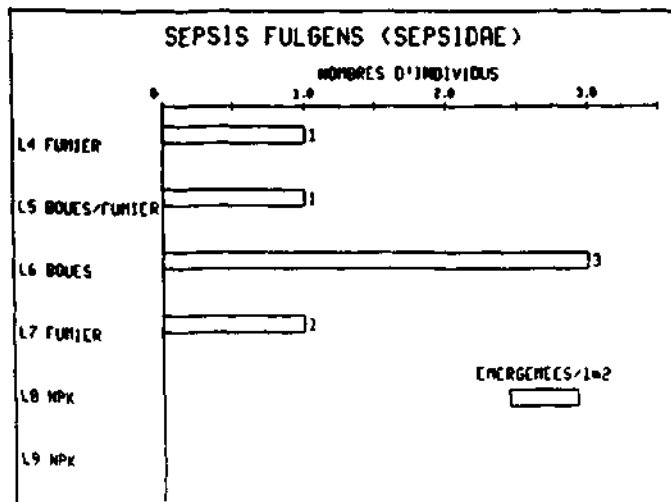 SEPSIS FULGENS (SEPSIDAE)
NOMBRES D'INDIVIDUS
0 1.0 2.0 3.0
L4 FUMIER 1
L5 BOUES/FUMIER 1
L6 BOUES 3
L7 FUMIER 1
EMERGENCES/1m2
L8 NPK
L9 NPK